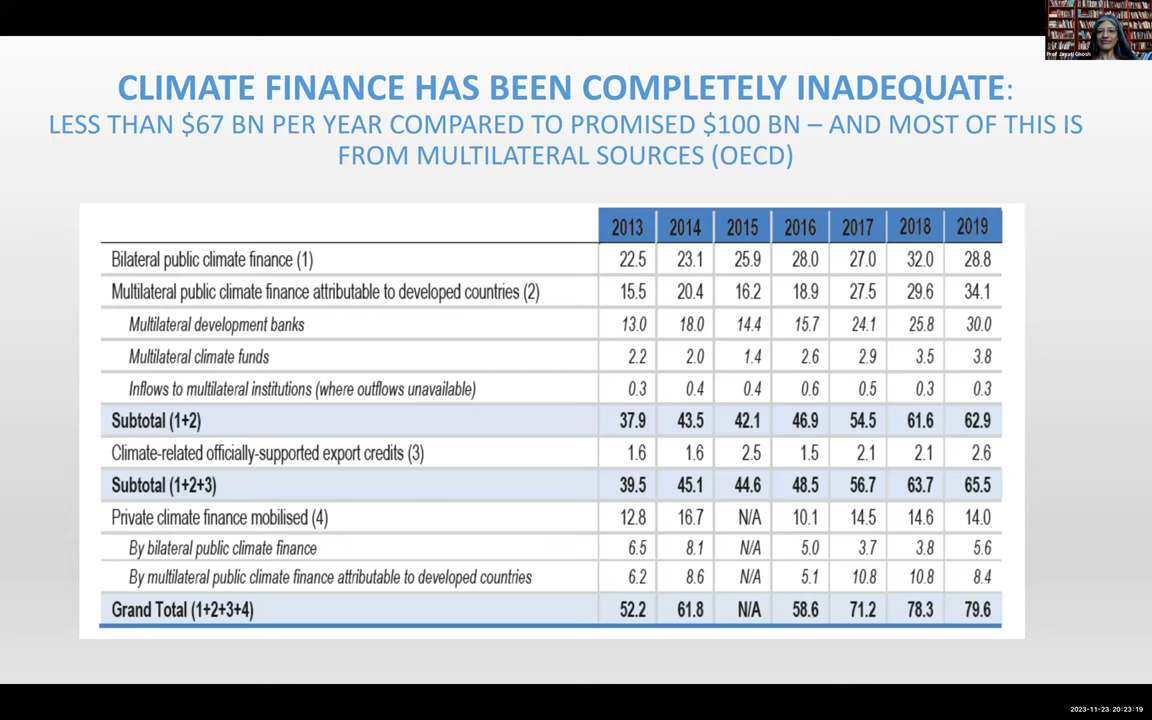 Prof Jayati Ghosh
CLIMATE FINANCE HAS BEEN COMPLETELY INADEQUATE:
LESS THAN $67 BN PER YEAR COMPARED TO PROMISED $100 BN – AND MOST OF THIS IS
FROM MULTILATERAL SOURCES (OECD)
2013 2014 2015 2016 2017 2018 2019
Bilateral public climate finance (1) 22.5 23.1 25.9 28.0 27.0 32.0 28.8
Multilateral public climate finance attributable to developed countries (2) 15.5 20.4 16.2 18.9 27.5 29.6 34.1
Multilateral development banks 13.0 18.0 14.4 15.7 24.1 25.8 30.0
Multilateral climate funds 2.2 2.0 1.4 2.6 2.9 3.5 3.8
Inflows to multilateral institutions (where outflows unavailable) 0.3 0.4 0.4 0.6 0.5 0.3 0.3
Subtotal (1+2) 37.9 43.5 42.1 46.9 54.5 61.6 62.9
Climate-related officially-supported export credits (3) 1.6 1.6 2.5 1.5 2.1 2.1 2.6
Subtotal (1+2+3) 39.5 45.1 44.6 48.5 56.7 63.7 65.5
Private climate finance mobilised (4) 12.8 16.7 N/A 10.1 14.5 14.6 14.0
By bilateral public climate finance 6.5 8.1 N/A 5.0 3.7 3.8 5.6
By multilateral public climate finance attributable to developed countries 6.2 8.6 N/A 5.1 10.8 10.8 8.4
Grand Total (1+2+3+4) 52.2 61.8 N/A 58.6 71.2 78.3 79.6
2023-11-23 20:23:19